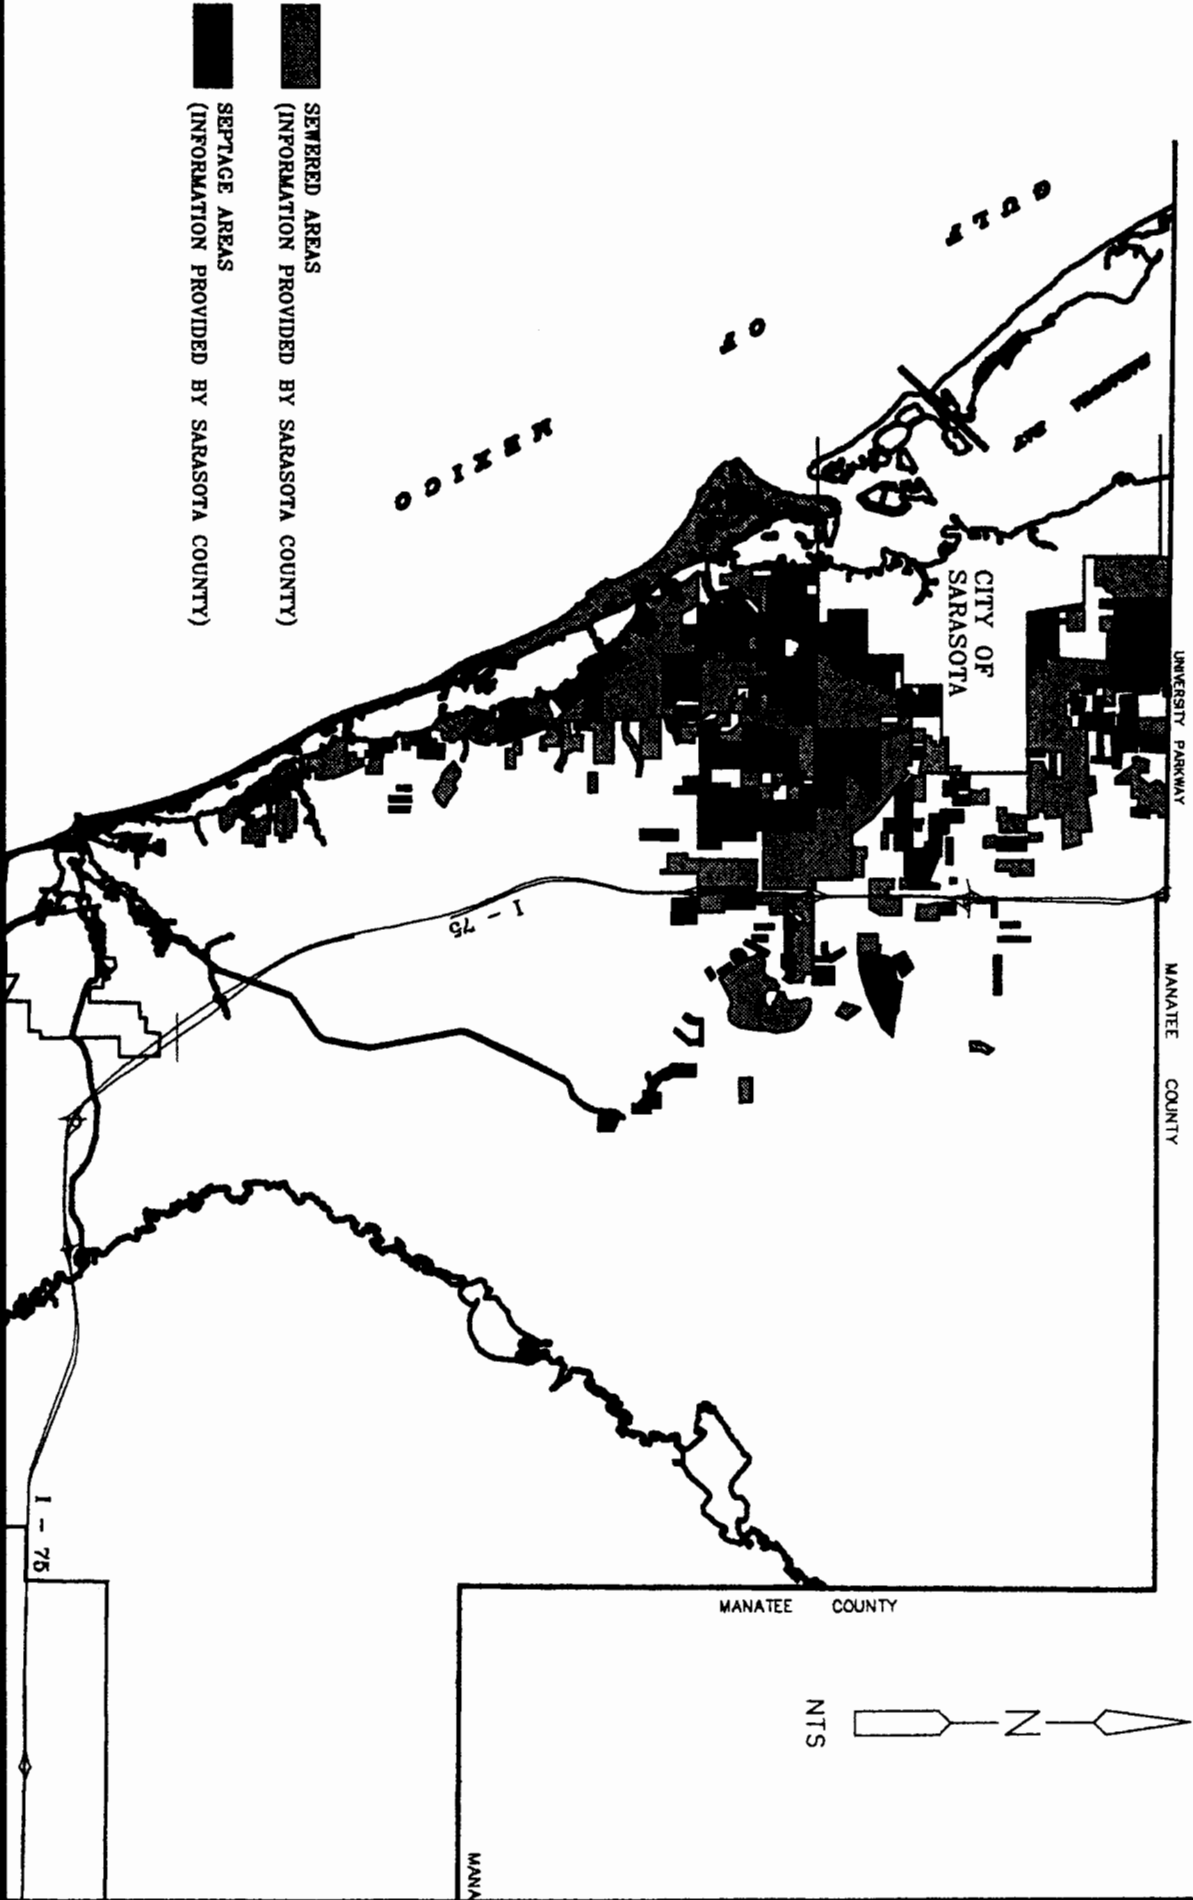 UNIVERSITY PARKWAY
MANATEE COUNTY
GULF
OF
MEXICO
CITY OF
SARASOTA
SEWERED AREAS
(INFORMATION PROVIDED BY SARASOTA COUNTY)
SEPTAGE AREAS
(INFORMATION PROVIDED BY SARASOTA COUNTY)
I - 75
I - 75
MANATEE COUNTY
N
NTS
MANA